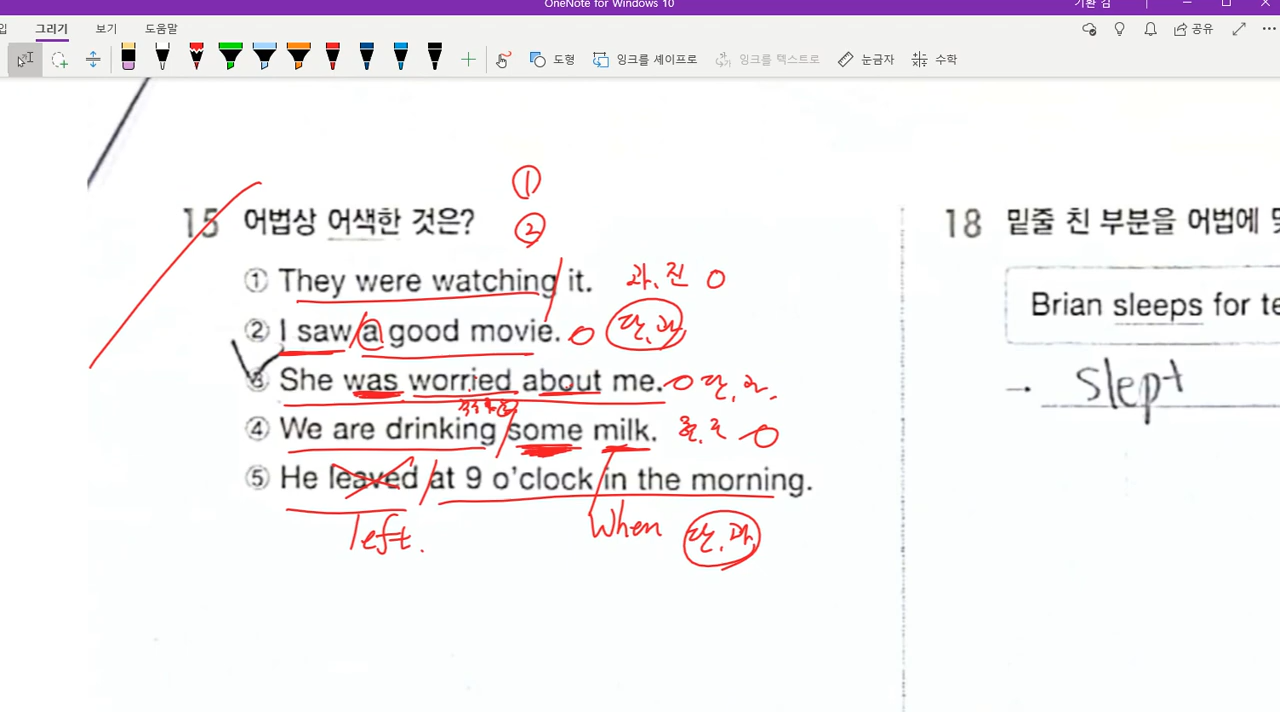 OneNote for Windows 10
기환 김
입 그리기 보기 도움말
공유
도형 잉크를 셰이프로 잉크를 텍스트로 눈금자 수학
①
15 어법상 어색한 것은? ②
① They were watching it. 과, 진 O
② I saw a good movie. O 단, 과,
③ She was worried about me. O 단, 과,
④ We are drinking some milk. O
⑤ He leaved at 9 o'clock in the morning.
left. When 단, 과,
18 밑줄 친 부분을 어법에
Brian sleeps for
→ slept